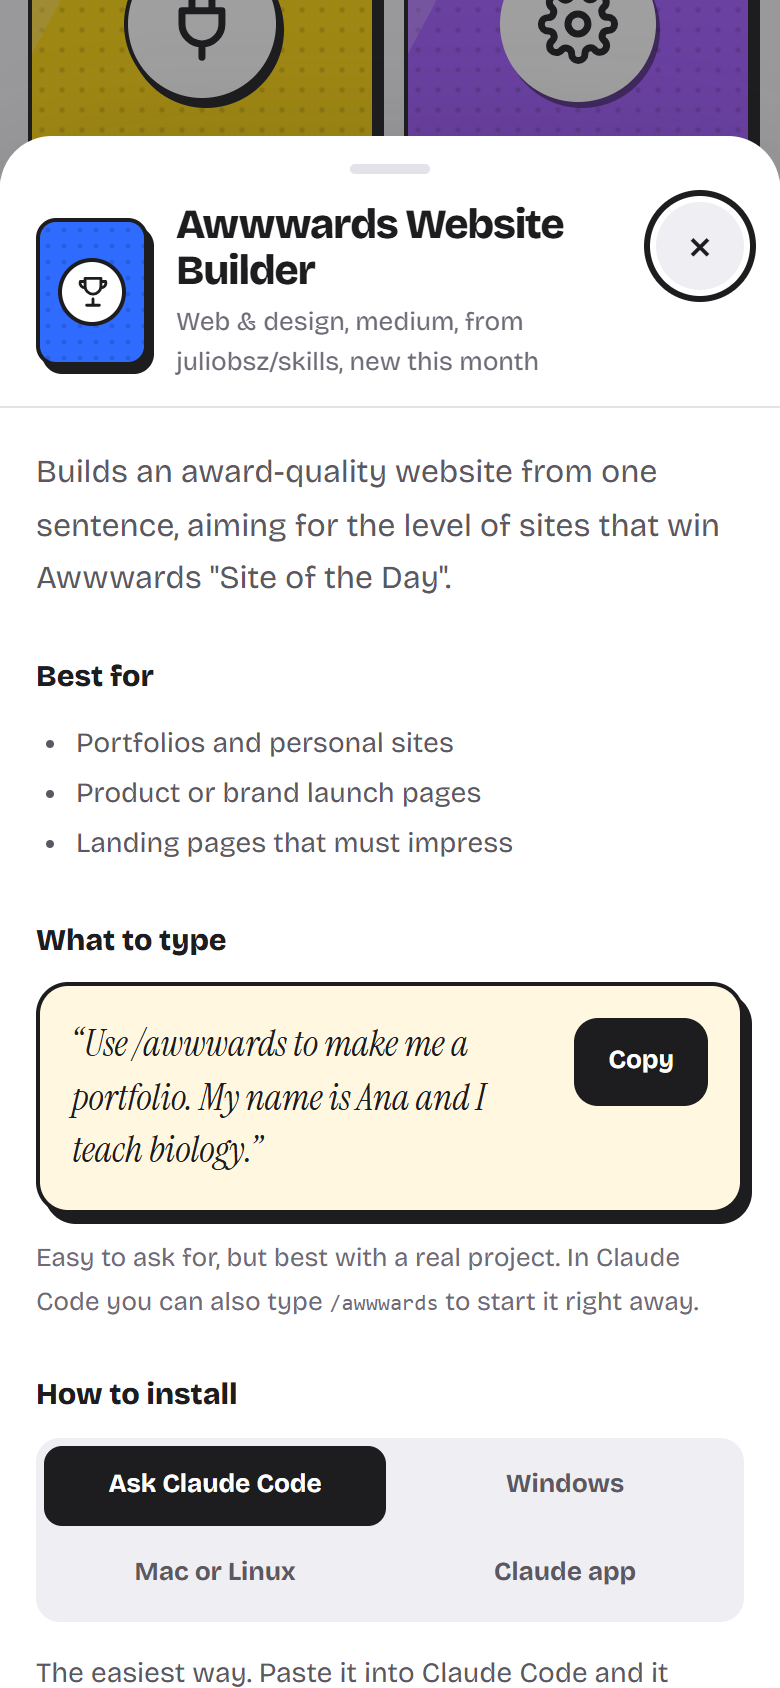 Awwwards Website
Builder
Web & design, medium, from
juliobsz/skills, new this month
Builds an award-quality website from one
sentence, aiming for the level of sites that win
Awwwards "Site of the Day".
Best for
• Portfolios and personal sites
• Product or brand launch pages
• Landing pages that must impress
What to type
“Use /awwwards to make me a
portfolio. My name is Ana and I
teach biology.”
Copy
Easy to ask for, but best with a real project. In Claude
Code you can also type /awwwards to start it right away.
How to install
Ask Claude Code
Windows
Mac or Linux
Claude app
The easiest way. Paste it into Claude Code and it